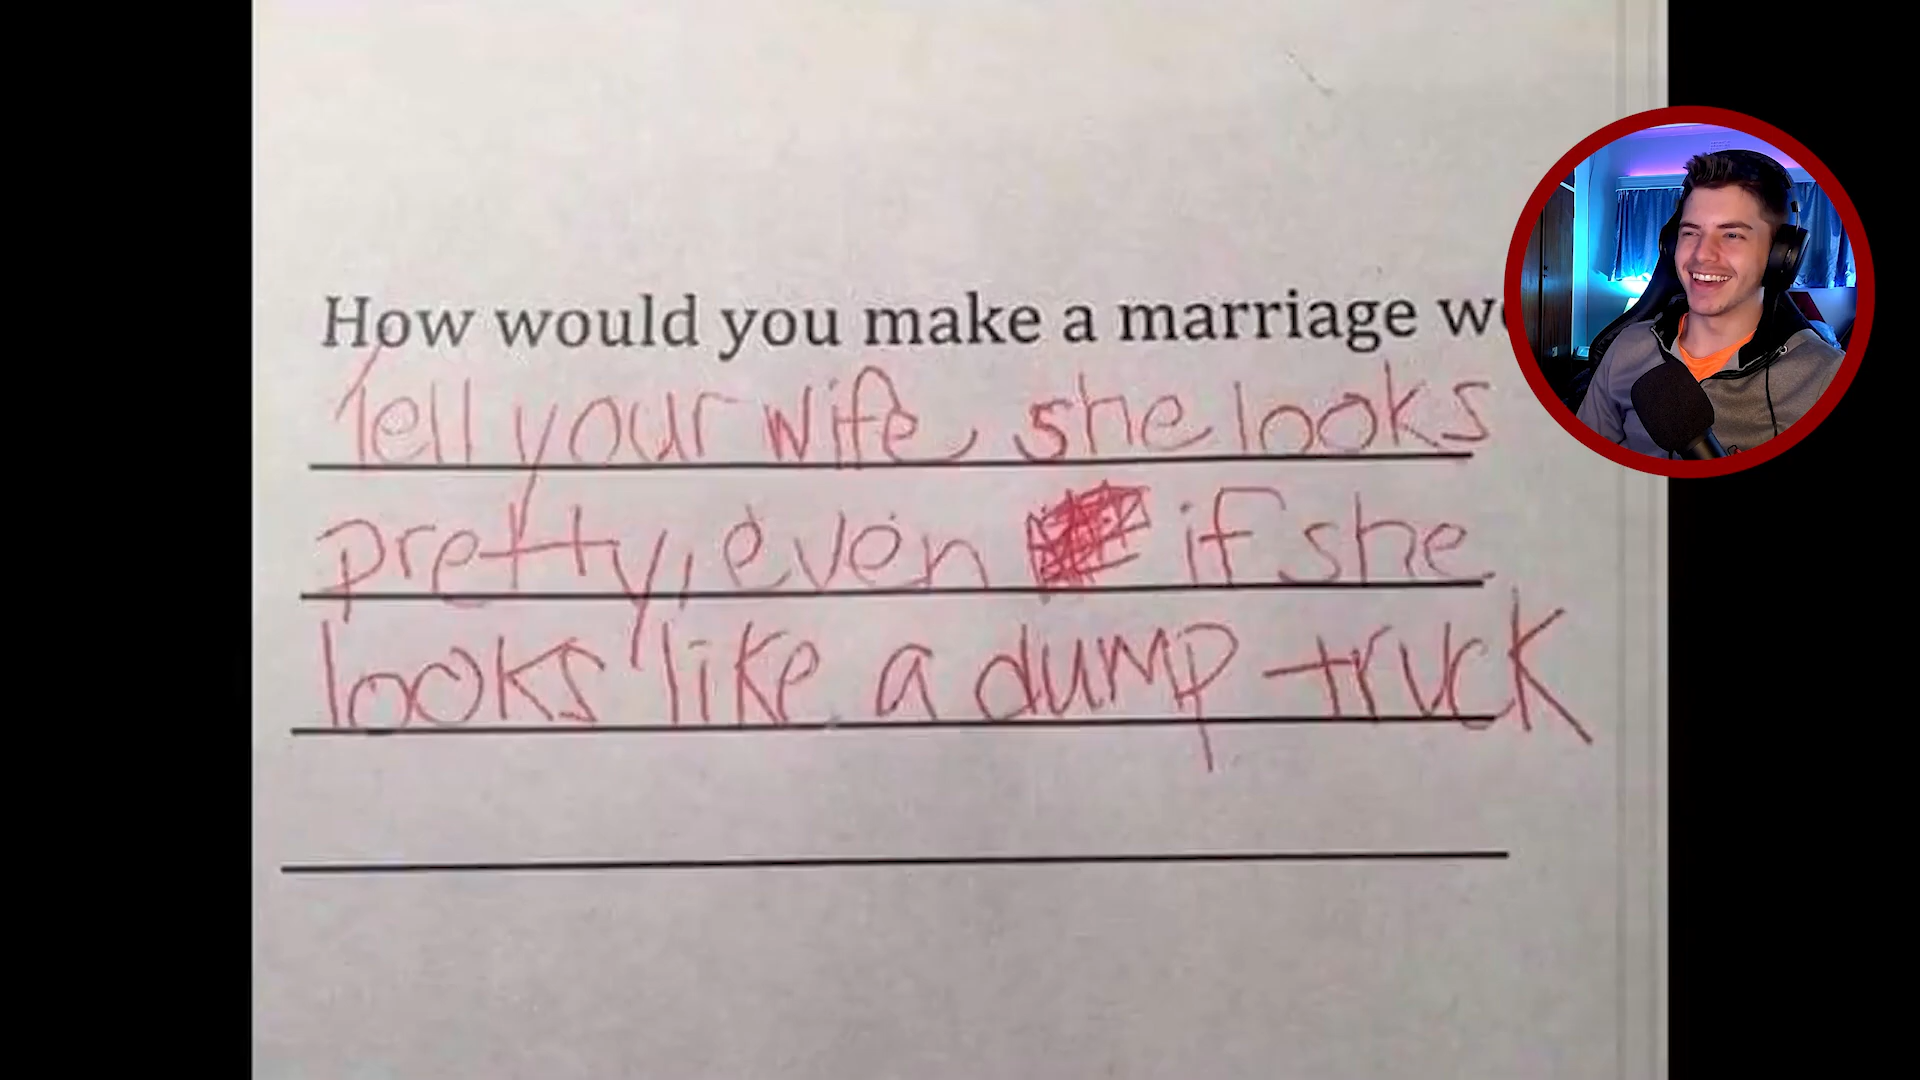 How would you make a marriage
Tell your wife she looks
pretty, even if she
looks like a dump truck